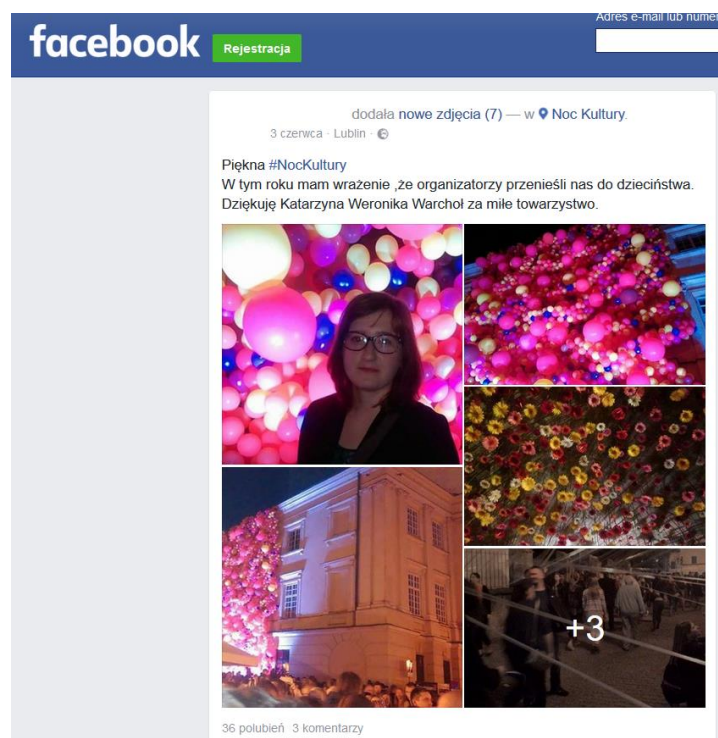 Adres e-mail lub numer
facebook
Rejestracja
dodała nowe zdjęcia (7) — w Noc Kultury.
3 czerwca · Lublin ·
Piękna #NocKultury
W tym roku mam wrażenie ,że organizatorzy przenieśli nas do dzieciństwa.
Dziękuję Katarzyna Weronika Warchoł za miłe towarzystwo.
+3
36 polubień 3 komentarzy